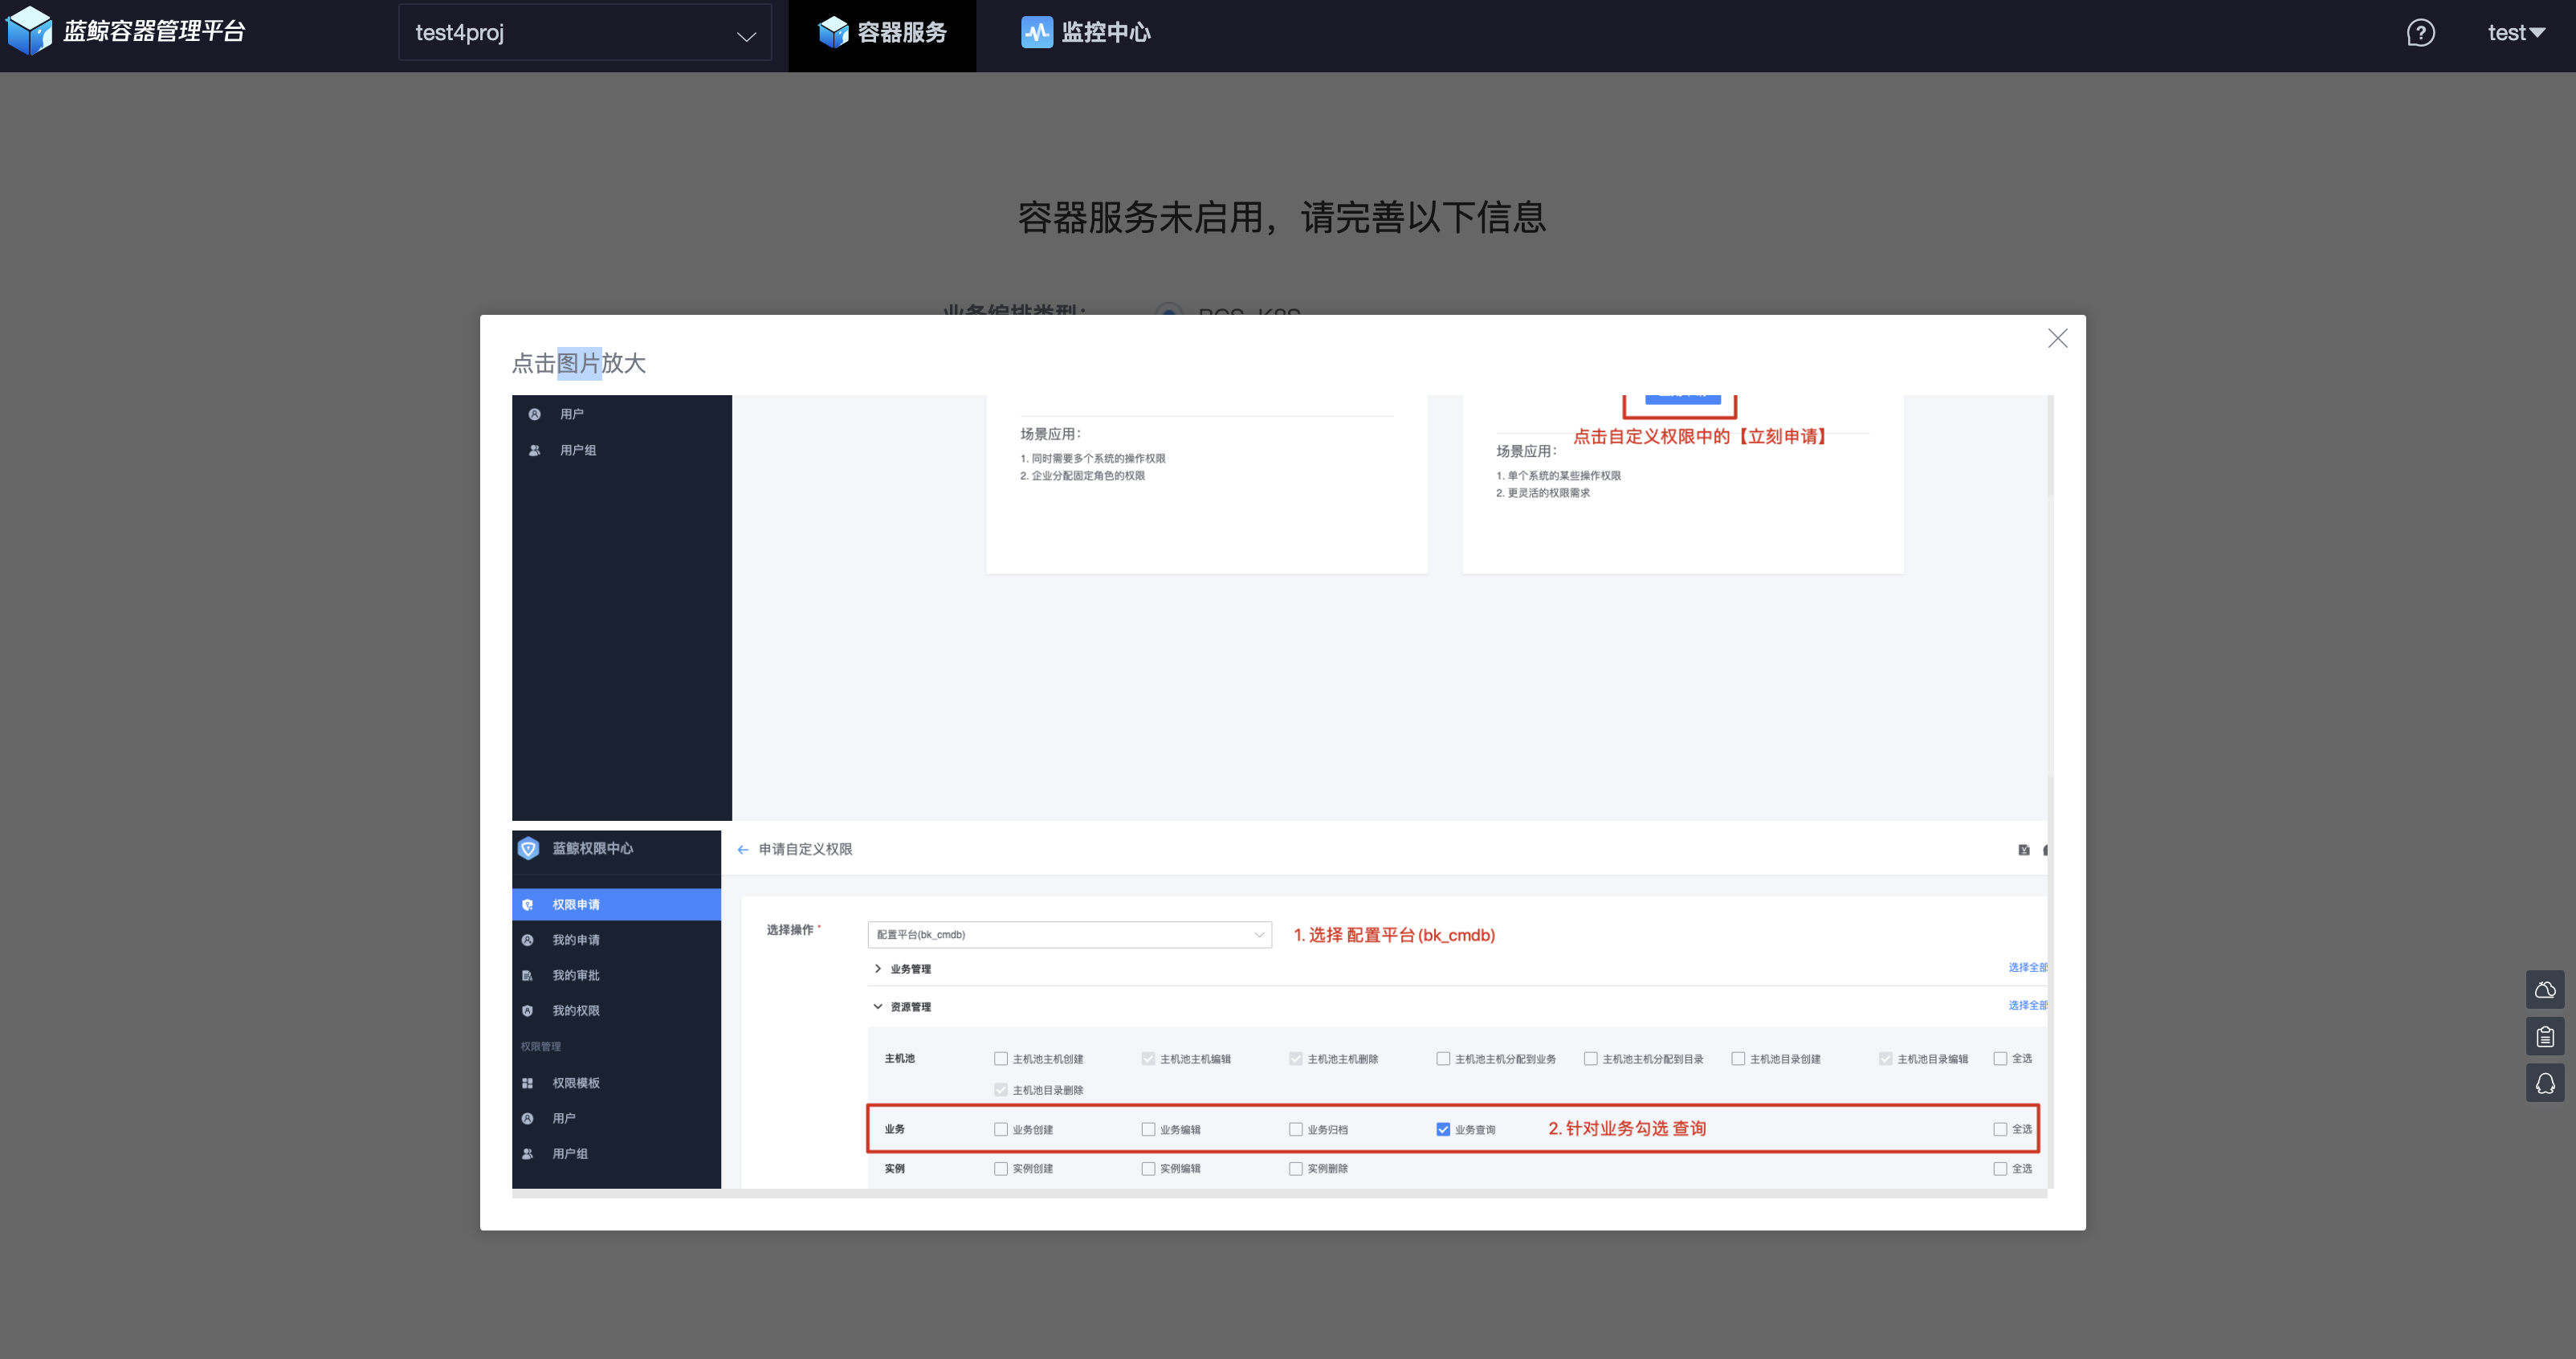 蓝鲸容器管理平台
test4proj
容器服务
监控中心
test
容器服务未启用，请完善以下信息
点击图片放大
用户
用户组
场景应用：
1. 同时需要多个系统的操作权限
2. 企业分配固定角色的权限
点击自定义权限中的【立刻申请】
场景应用：
1. 单个系统的某些操作权限
2. 更灵活的权限需求
蓝鲸权限中心
申请自定义权限
权限申请
我的申请
我的审批
我的权限
权限管理
权限模板
用户
用户组
选择操作 *
配置平台(bk_cmdb)
1. 选择 配置平台(bk_cmdb)
业务管理
选择全部
资源管理
选择全部
主机池
主机池主机创建
主机池主机编辑
主机池主机删除
主机池主机分配到业务
主机池主机分配到目录
主机池目录创建
主机池目录编辑
全选
主机池目录删除
业务
业务创建
业务编辑
业务归档
业务查询
2. 针对业务勾选 查询
全选
实例
实例创建
实例编辑
实例删除
全选